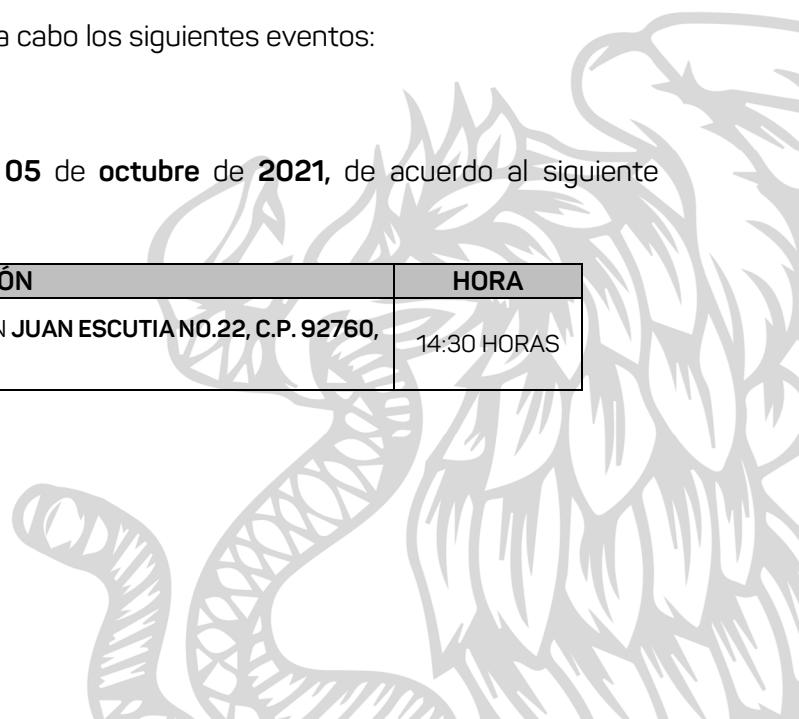 a cabo los siguientes eventos:
05 de octubre de 2021, de acuerdo al siguiente
ÓN HORA
N JUAN ESCUTIA NO.22, C.P. 92760,
14:30 HORAS